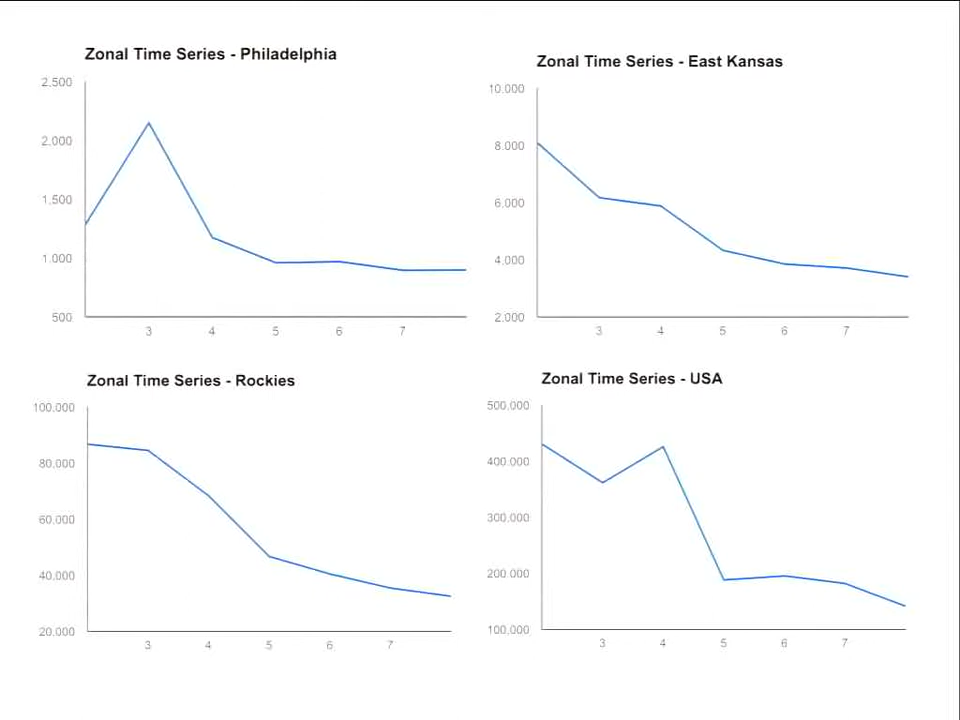 Zonal Time Series - Philadelphia
2.500
2.000
1.500
1.000
500
3 4 5 6 7
Zonal Time Series - East Kansas
10.000
8.000
6.000
4.000
2.000
3 4 5 6 7
Zonal Time Series - Rockies
100.000
80.000
60.000
40.000
20.000
3 4 5 6 7
Zonal Time Series - USA
500.000
400.000
300.000
200.000
100.000
3 4 5 6 7